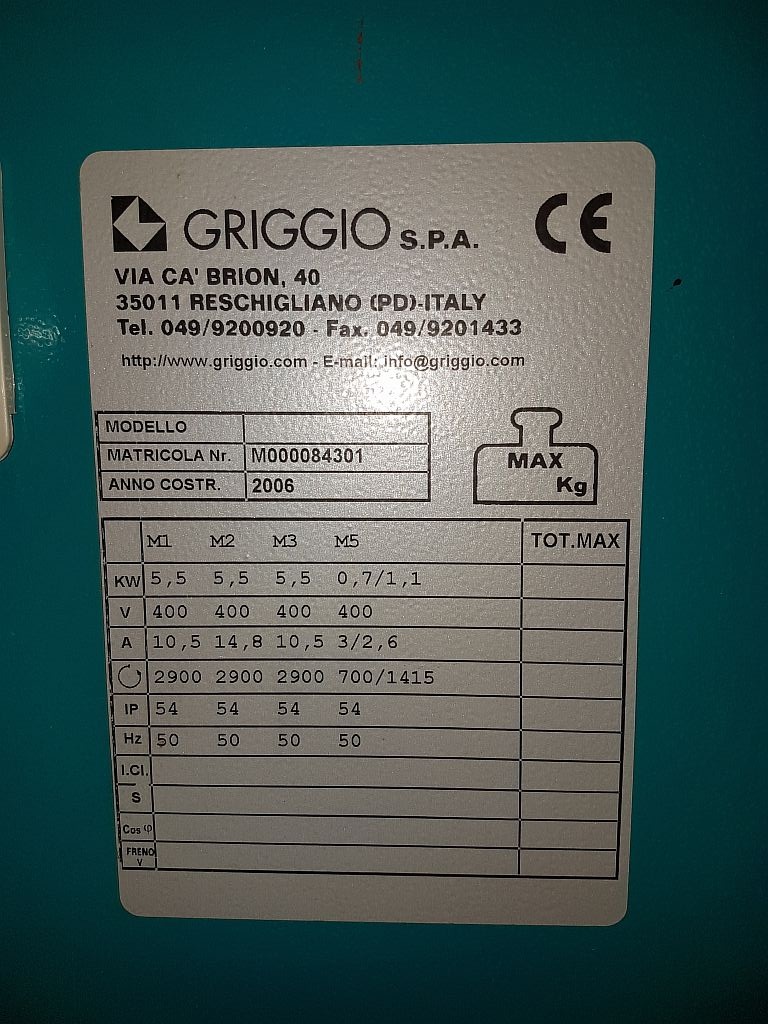 GRIGGIO S.P.A. CE
VIA CA' BRION, 40
35011 RESCHIGLIANO (PD)-ITALY
Tel. 049/9200920 - Fax. 049/9201433
http://www.griggio.com - E-mail: info@griggio.com
MODELLO
MATRICOLA Nr. M000084301
ANNO COSTR. 2006
MAX
Kg
M1 M2 M3 M5 TOT.MAX
KW 5,5 5,5 5,5 0,7/1,1
V 400 400 400 400
A 10,5 14,8 10,5 3/2,6
2900 2900 2900 700/1415
IP 54 54 54 54
Hz 50 50 50 50
I.Cl.
S
Cos φ
FRENO
V